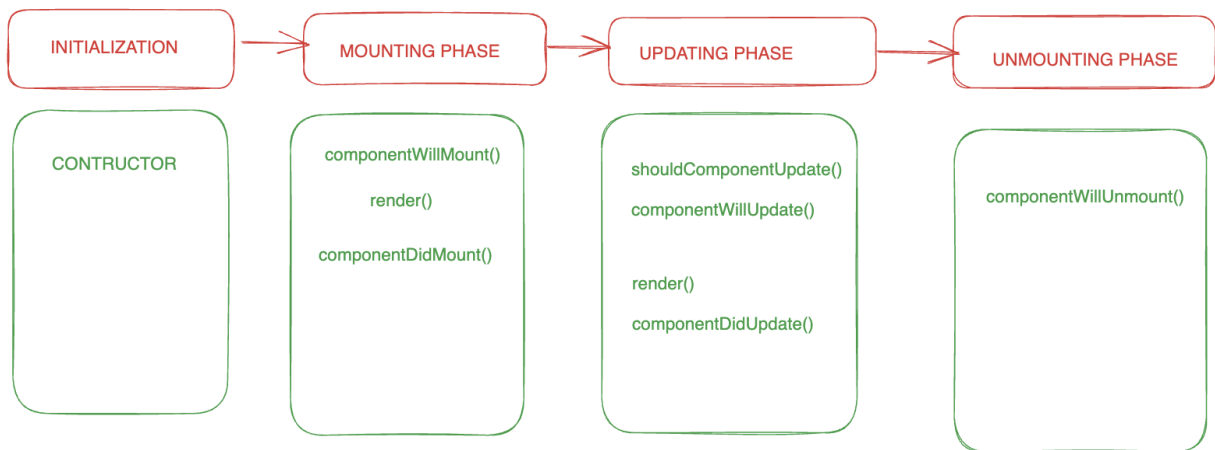 INITIALIZATION
MOUNTING PHASE
UPDATING PHASE
UNMOUNTING PHASE
CONTRUCTOR
componentWillMount()
render()
componentDidMount()
shouldComponentUpdate()
componentWillUpdate()
render()
componentDidUpdate()
componentWillUnmount()